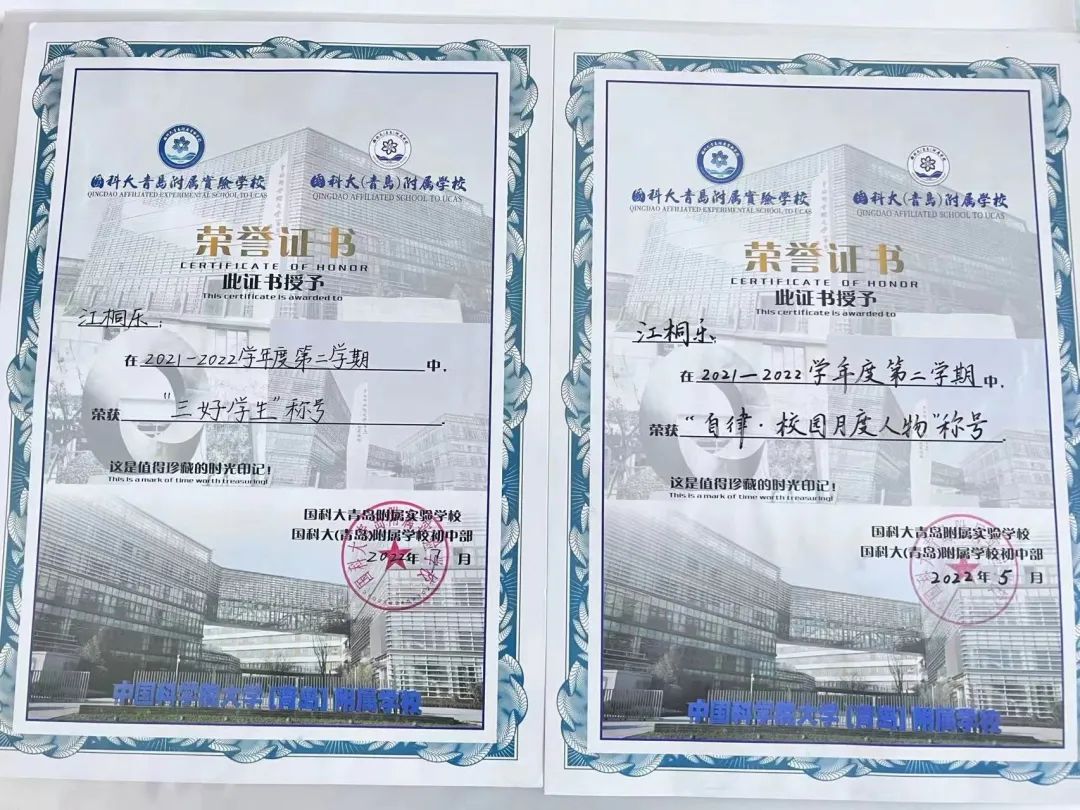 国科大青岛附属實驗学校
QINGDAO AFFILIATED EXPERIMENTAL SCHOOL TO UCAS
国科大(青岛)附属学校
QINGDAO AFFILIATED SCHOOL TO UCAS
荣誉证书
CERTIFICATE OF HONOR
此证书授予
This certificate is awarded to
江桐乐:
在 2021-2022学年度第二学期 中,
荣获 "三好学生"称号.
这是值得珍藏的时光印记!
This is a mark of time worth treasuring!
国科大青岛附属实验学校
国科大(青岛)附属学校初中部
2022年7月
中国科学院大学【青岛】附属学校
国科大青岛附属實驗学校
QINGDAO AFFILIATED EXPERIMENTAL SCHOOL TO UCAS
国科大(青岛)附属学校
QINGDAO AFFILIATED SCHOOL TO UCAS
荣誉证书
CERTIFICATE OF HONOR
此证书授予
This certificate is awarded to
江桐乐:
在 2021-2022学年度第二学期 中,
荣获 "自律·校园月度人物"称号.
这是值得珍藏的时光印记!
This is a mark of time worth treasuring!
国科大青岛附属实验学校
国科大(青岛)附属学校初中部
2022年5月
中国科学院大学【青岛】附属学校